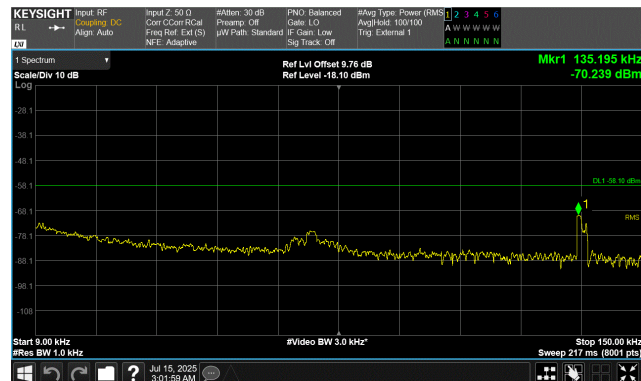 KEYSIGHT
RL
LXI
Input: RF
Coupling: DC
Align: Auto
Input Z: 50 Ω
Corr CCorr RCal
Freq Ref: Ext (S)
NFE: Adaptive
#Atten: 30 dB
Preamp: Off
µW Path: Standard
PNO: Balanced
Gate: LO
IF Gain: Low
Sig Track: Off
#Avg Type: Power (RMS)
Avg|Hold: 100/100
Trig: External 1
1 2 3 4 5 6
A W W W W W
A N N N N N
1 Spectrum
Scale/Div 10 dB
Ref Lvl Offset 9.76 dB
Ref Level -18.10 dBm
Mkr1 135.195 kHz
-70.239 dBm
Log
-28.1
-38.1
-48.1
-58.1
DL1 -58.10 dBm
-68.1
1
RMS
-78.1
-88.1
-98.1
-108
Start 9.00 kHz
#Video BW 3.0 kHz*
Stop 150.00 kHz
#Res BW 1.0 kHz
Sweep 217 ms (8001 pts)
?
Jul 15, 2025
3:01:59 AM